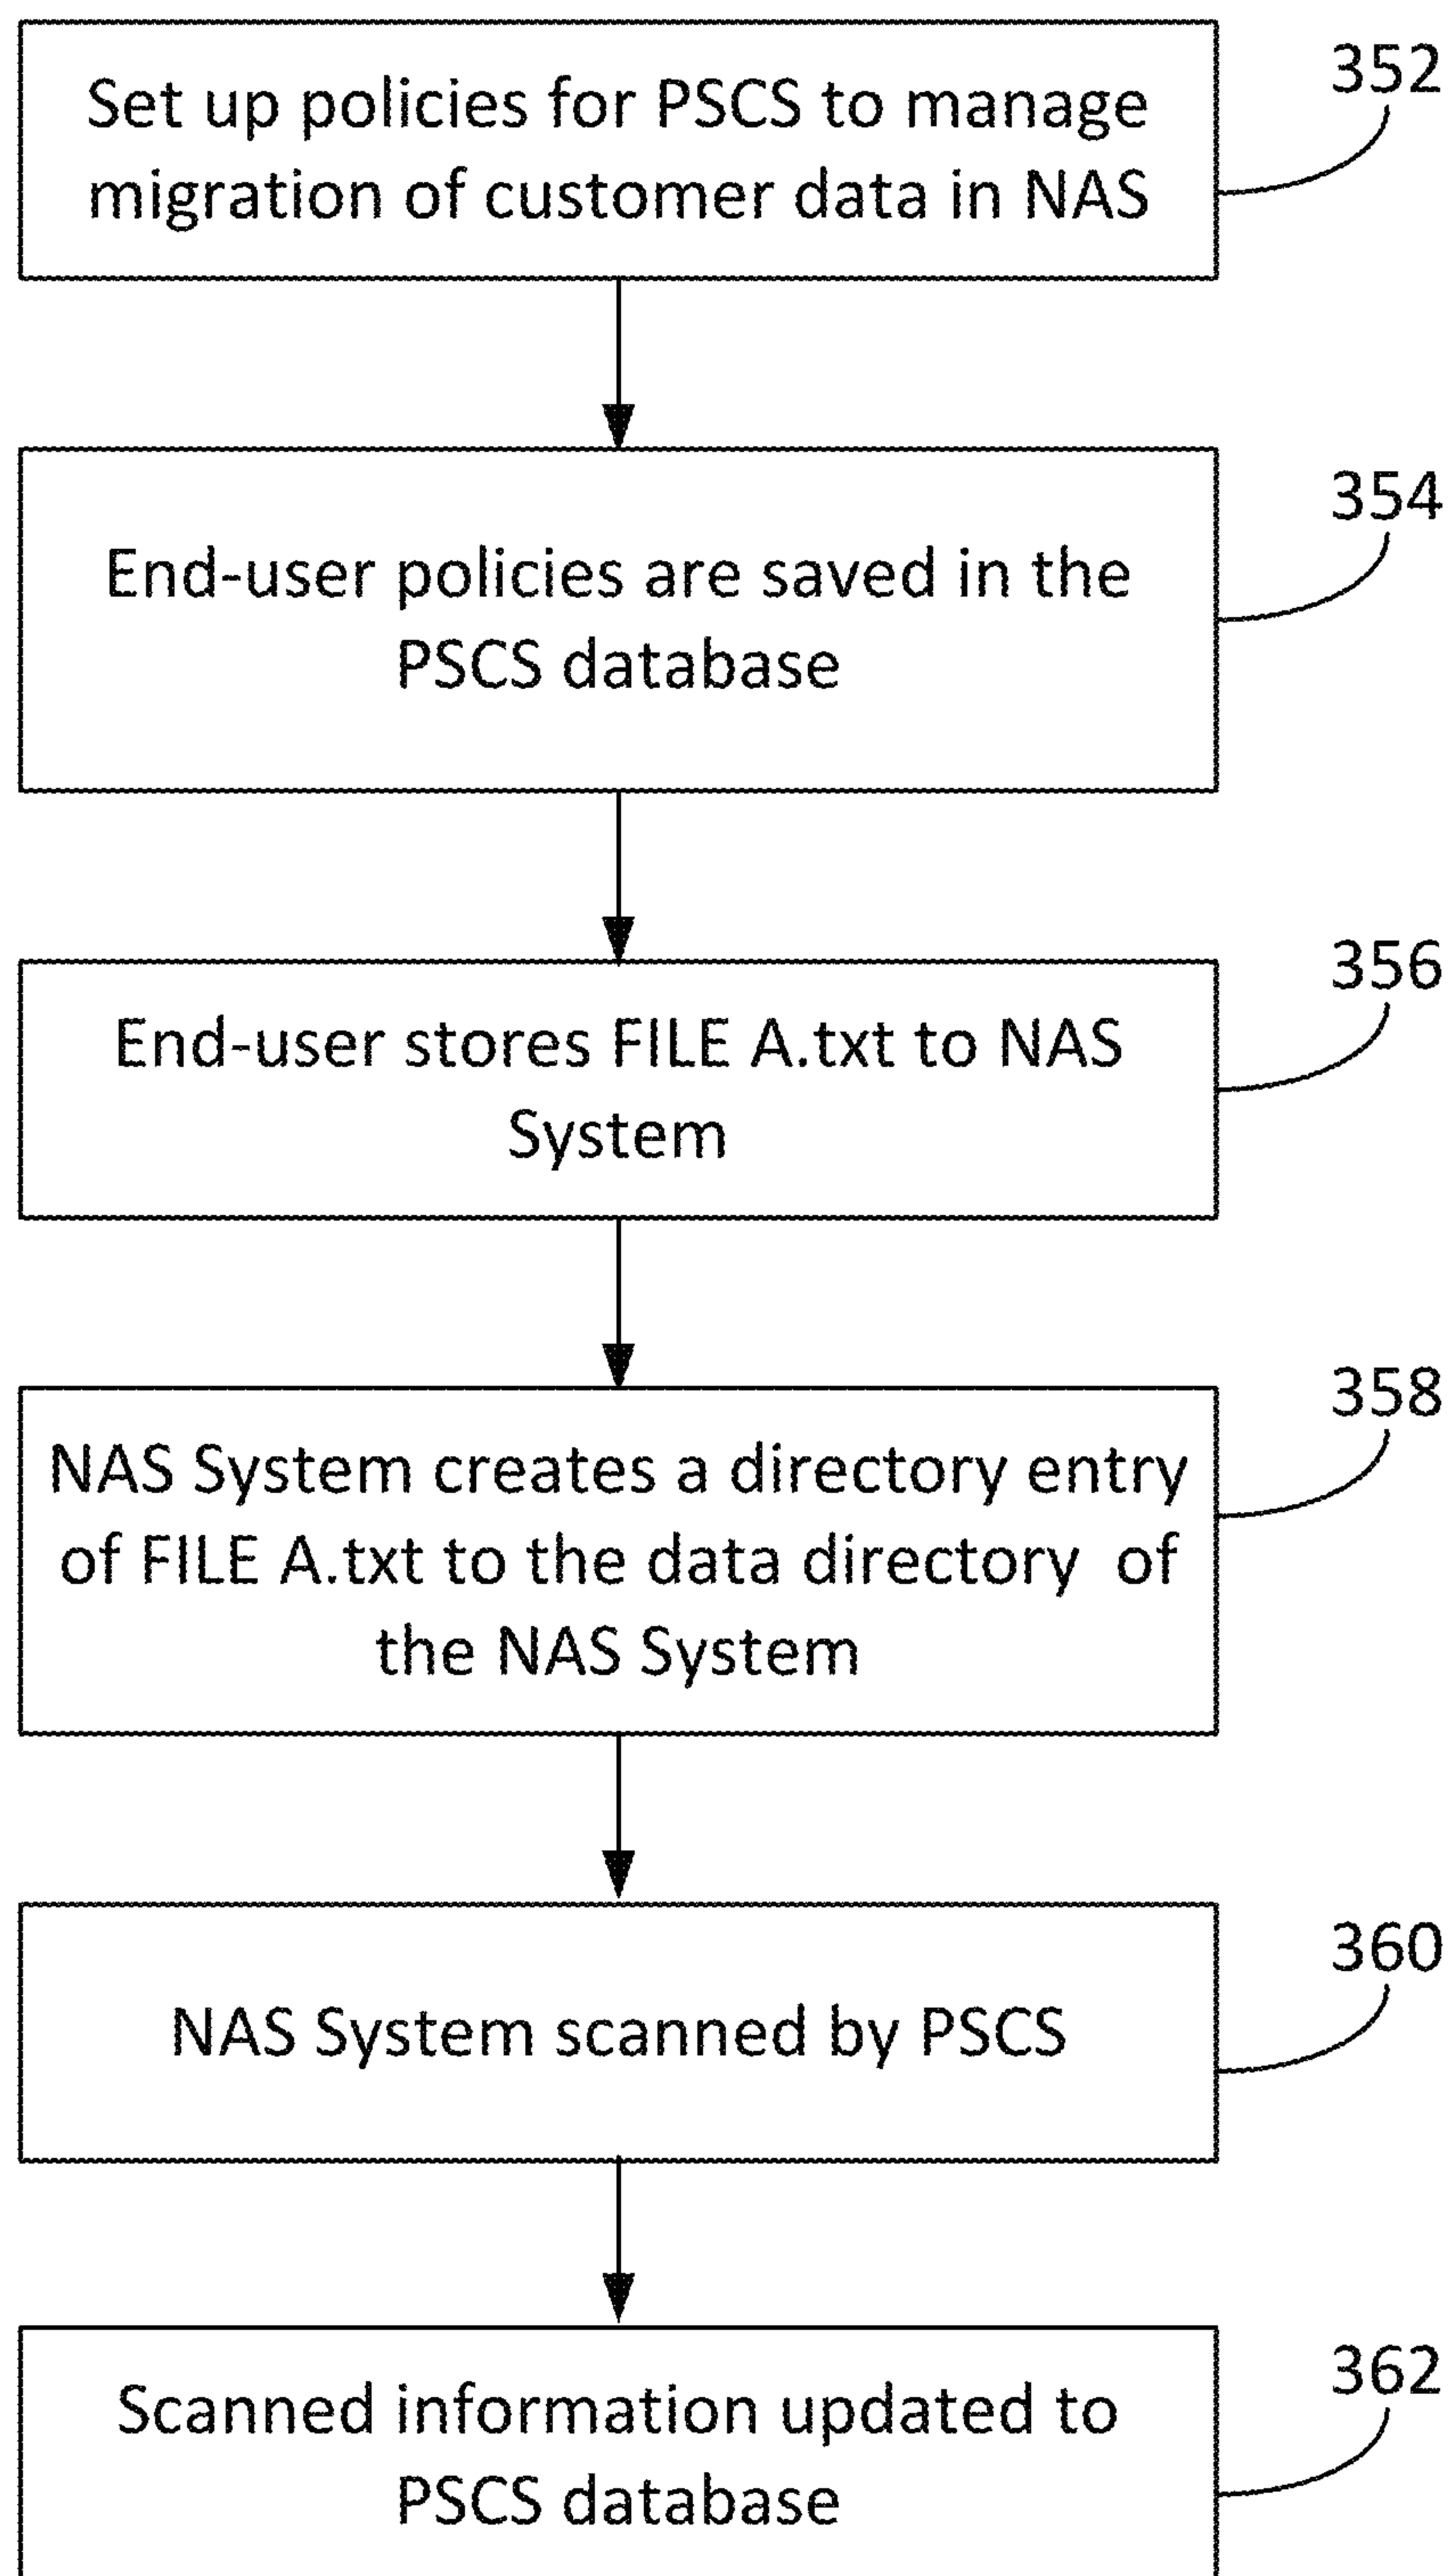 352
Set up policies for PSCS to manage
migration of customer data in NAS
354
End-user policies are saved in the
PSCS database
356
End-user stores FILE A.txt to NAS
System
358
NAS System creates a directory entry
of FILE A.txt to the data directory of
the NAS System
360
NAS System scanned by PSCS
362
Scanned information updated to
PSCS database